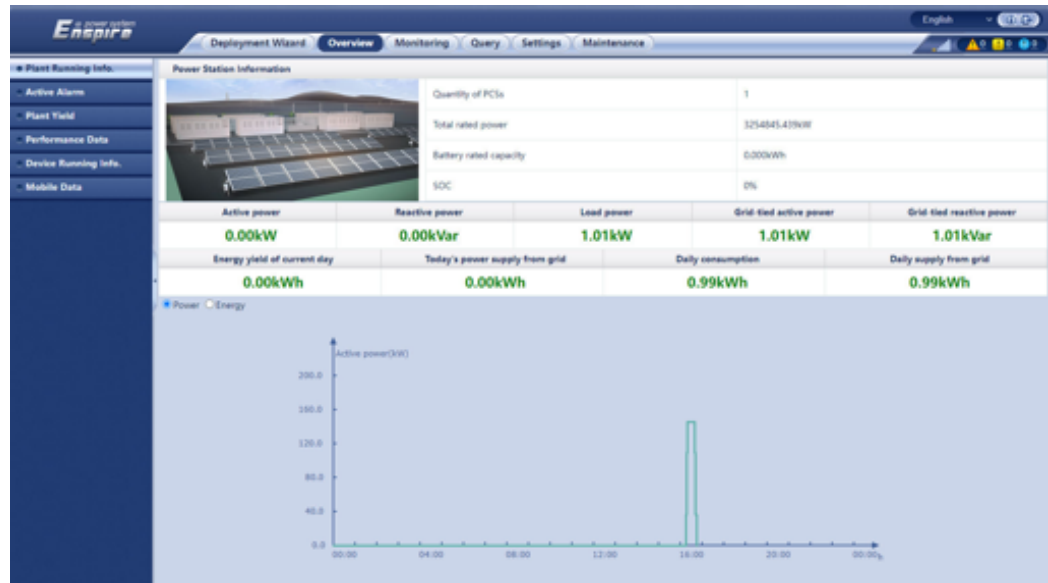 e-power system
Enspire
English
Deployment Wizard Overview Monitoring Query Settings Maintenance
Plant Running Info.
Active Alarm
Plant Yield
Performance Data
Device Running Info.
Mobile Data
Power Station Information
Quantity of PCSs 1
Total rated power 3254845.439kW
Battery rated capacity 0.000kWh
SOC 0%
Active power Reactive power Load power Grid-tied active power Grid-tied reactive power
0.00kW 0.00kVar 1.01kW 1.01kW 1.01kVar
Energy yield of current day Today's power supply from grid Daily consumption Daily supply from grid
0.00kWh 0.00kWh 0.99kWh 0.99kWh
Power Energy
Active power(kW)
200.0
160.0
120.0
80.0
40.0
0.0
00:00 04:00 08:00 12:00 16:00 20:00 00:00 h